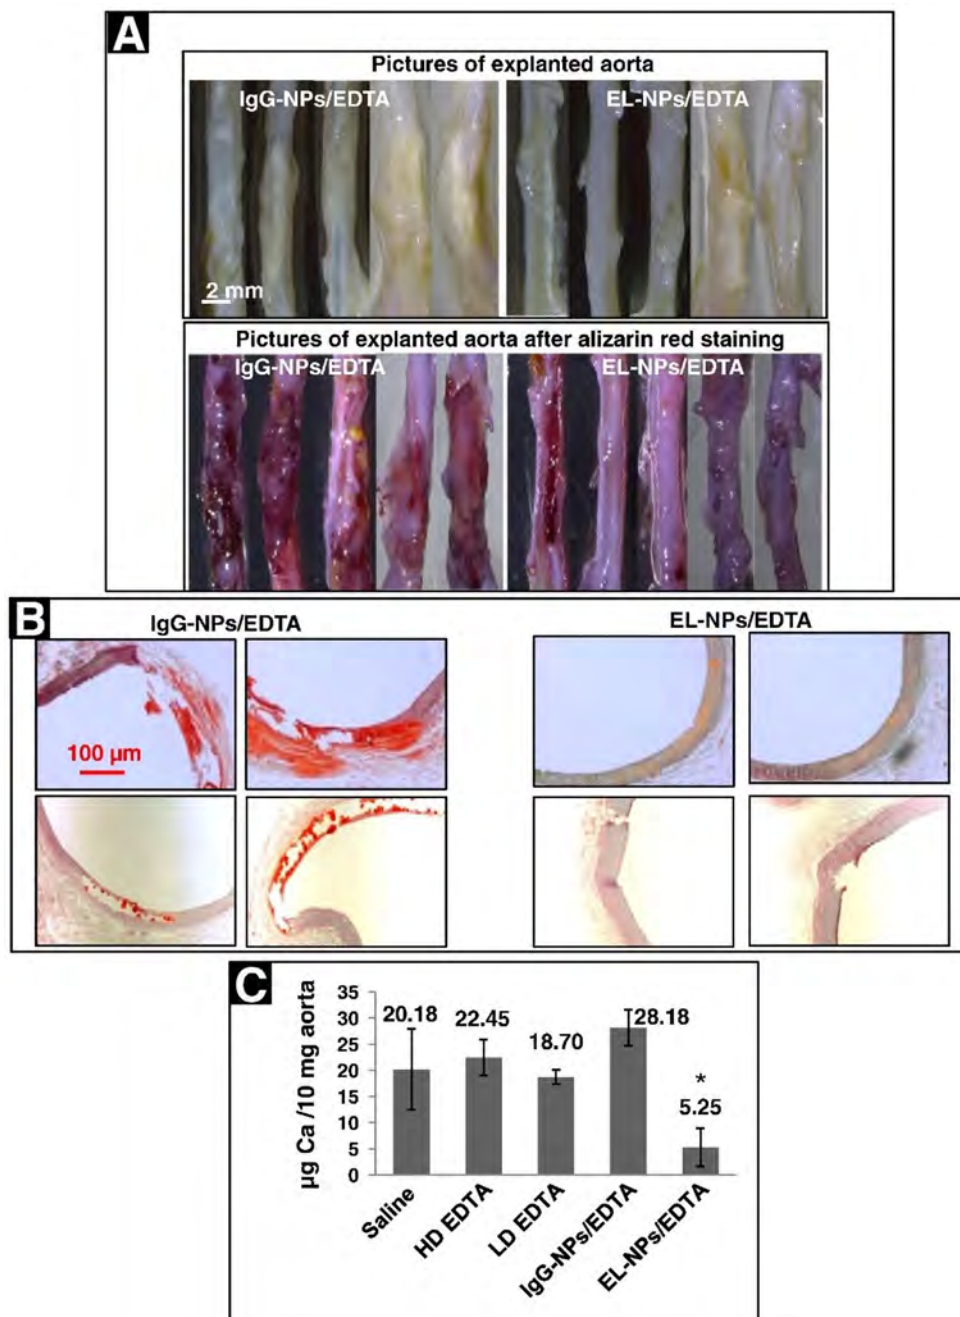 A
Pictures of explanted aorta
IgG-NPs/EDTA
EL-NPs/EDTA
2 mm
Pictures of explanted aorta after alizarin red staining
IgG-NPs/EDTA
EL-NPs/EDTA
B
IgG-NPs/EDTA
EL-NPs/EDTA
100 µm
C
µg Ca /10 mg aorta
35
30
25
20
15
10
5
0
20.18
22.45
18.70
28.18
*
5.25
Saline
HD EDTA
LD EDTA
IgG-NPs/EDTA
EL-NPs/EDTA